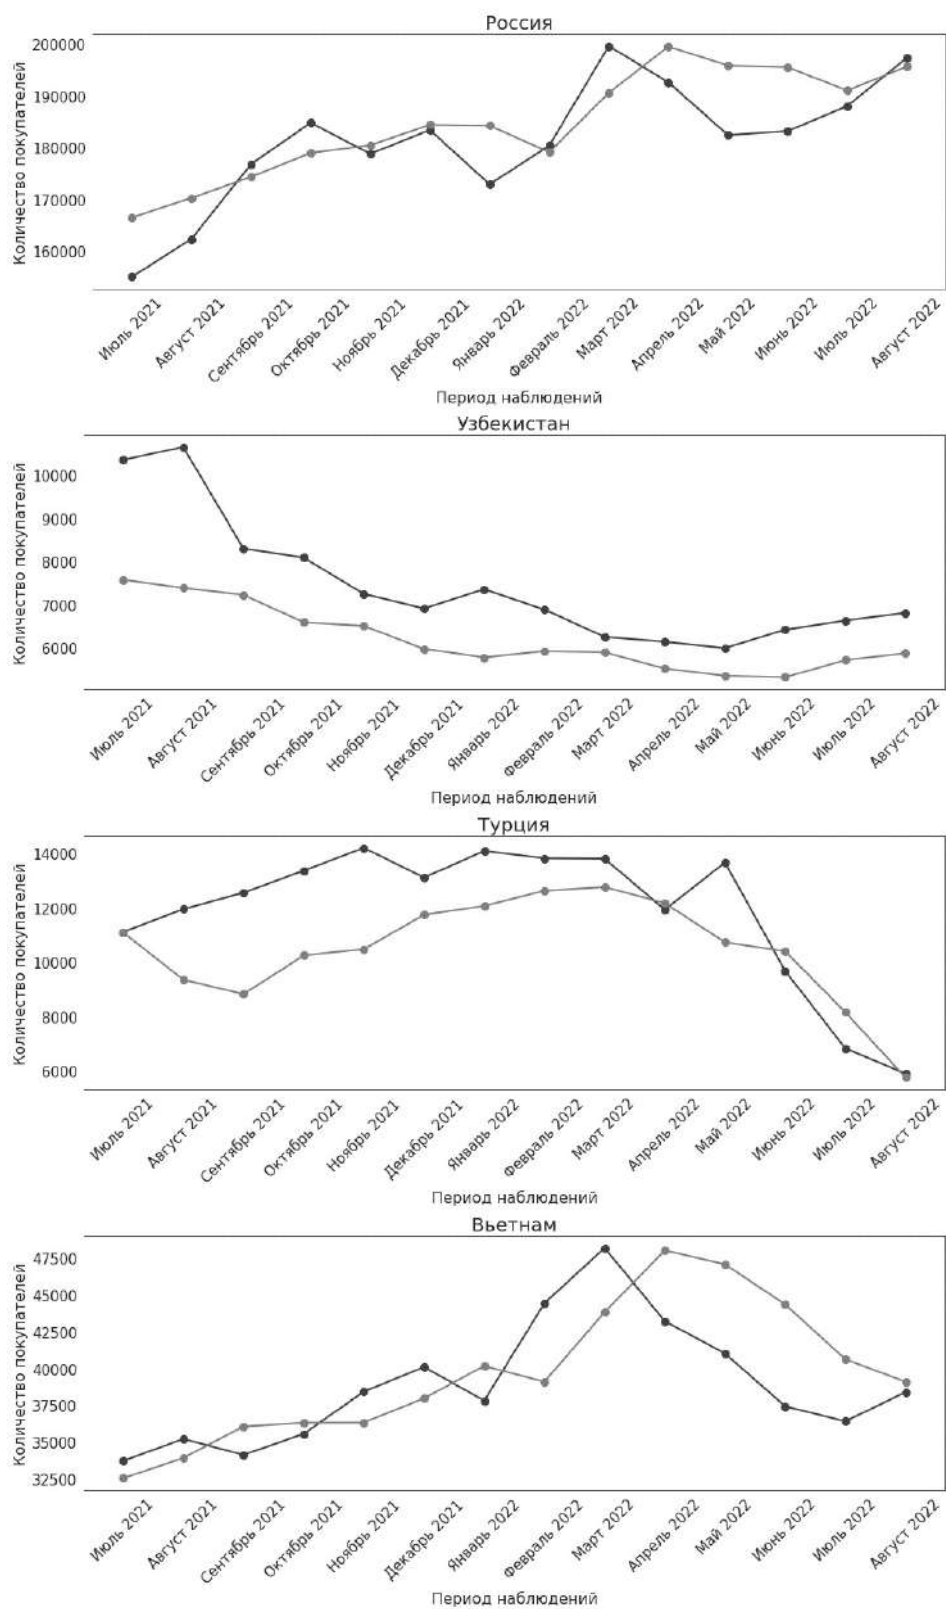 Россия
Количество покупателей
200000
190000
180000
170000
160000
Июль 2021
Август 2021
Сентябрь 2021
Октябрь 2021
Ноябрь 2021
Декабрь 2021
Январь 2022
Февраль 2022
Март 2022
Апрель 2022
Май 2022
Июнь 2022
Июль 2022
Август 2022
Период наблюдений
Узбекистан
Количество покупателей
10000
9000
8000
7000
6000
Июль 2021
Август 2021
Сентябрь 2021
Октябрь 2021
Ноябрь 2021
Декабрь 2021
Январь 2022
Февраль 2022
Март 2022
Апрель 2022
Май 2022
Июнь 2022
Июль 2022
Август 2022
Период наблюдений
Турция
Количество покупателей
14000
12000
10000
8000
6000
Июль 2021
Август 2021
Сентябрь 2021
Октябрь 2021
Ноябрь 2021
Декабрь 2021
Январь 2022
Февраль 2022
Март 2022
Апрель 2022
Май 2022
Июнь 2022
Июль 2022
Август 2022
Период наблюдений
Вьетнам
Количество покупателей
47500
45000
42500
40000
37500
35000
32500
Июль 2021
Август 2021
Сентябрь 2021
Октябрь 2021
Ноябрь 2021
Декабрь 2021
Январь 2022
Февраль 2022
Март 2022
Апрель 2022
Май 2022
Июнь 2022
Июль 2022
Август 2022
Период наблюдений